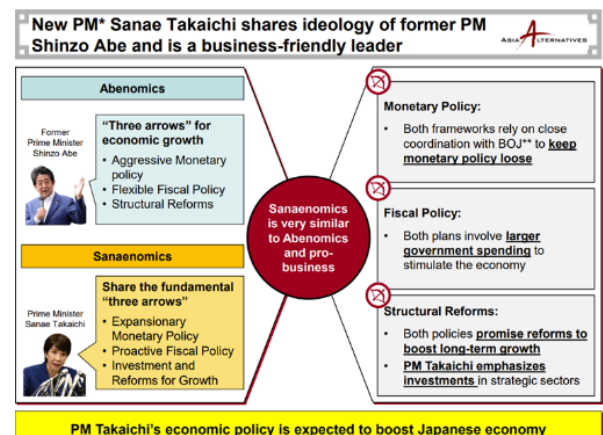 New PM* Sanae Takaichi shares ideology of former PM
Shinzo Abe and is a business-friendly leader
ASIA ALTERNATIVES
Abenomics
Former
Prime Minister
Shinzo Abe
“Three arrows” for
economic growth
• Aggressive Monetary
policy
• Flexible Fiscal Policy
• Structural Reforms
Sanaenomics
Prime Minister
Sanae Takaichi
Share the fundamental
“three arrows”
• Expansionary
Monetary Policy
• Proactive Fiscal Policy
• Investment and
Reforms for Growth
Sanaenomics
is very similar
to Abenomics
and pro-
business
Monetary Policy:
• Both frameworks rely on close
coordination with BOJ** to keep
monetary policy loose
Fiscal Policy:
• Both plans involve larger
government spending to
stimulate the economy
Structural Reforms:
• Both policies promise reforms to
boost long-term growth
• PM Takaichi emphasizes
investments in strategic sectors
PM Takaichi’s economic policy is expected to boost Japanese economy